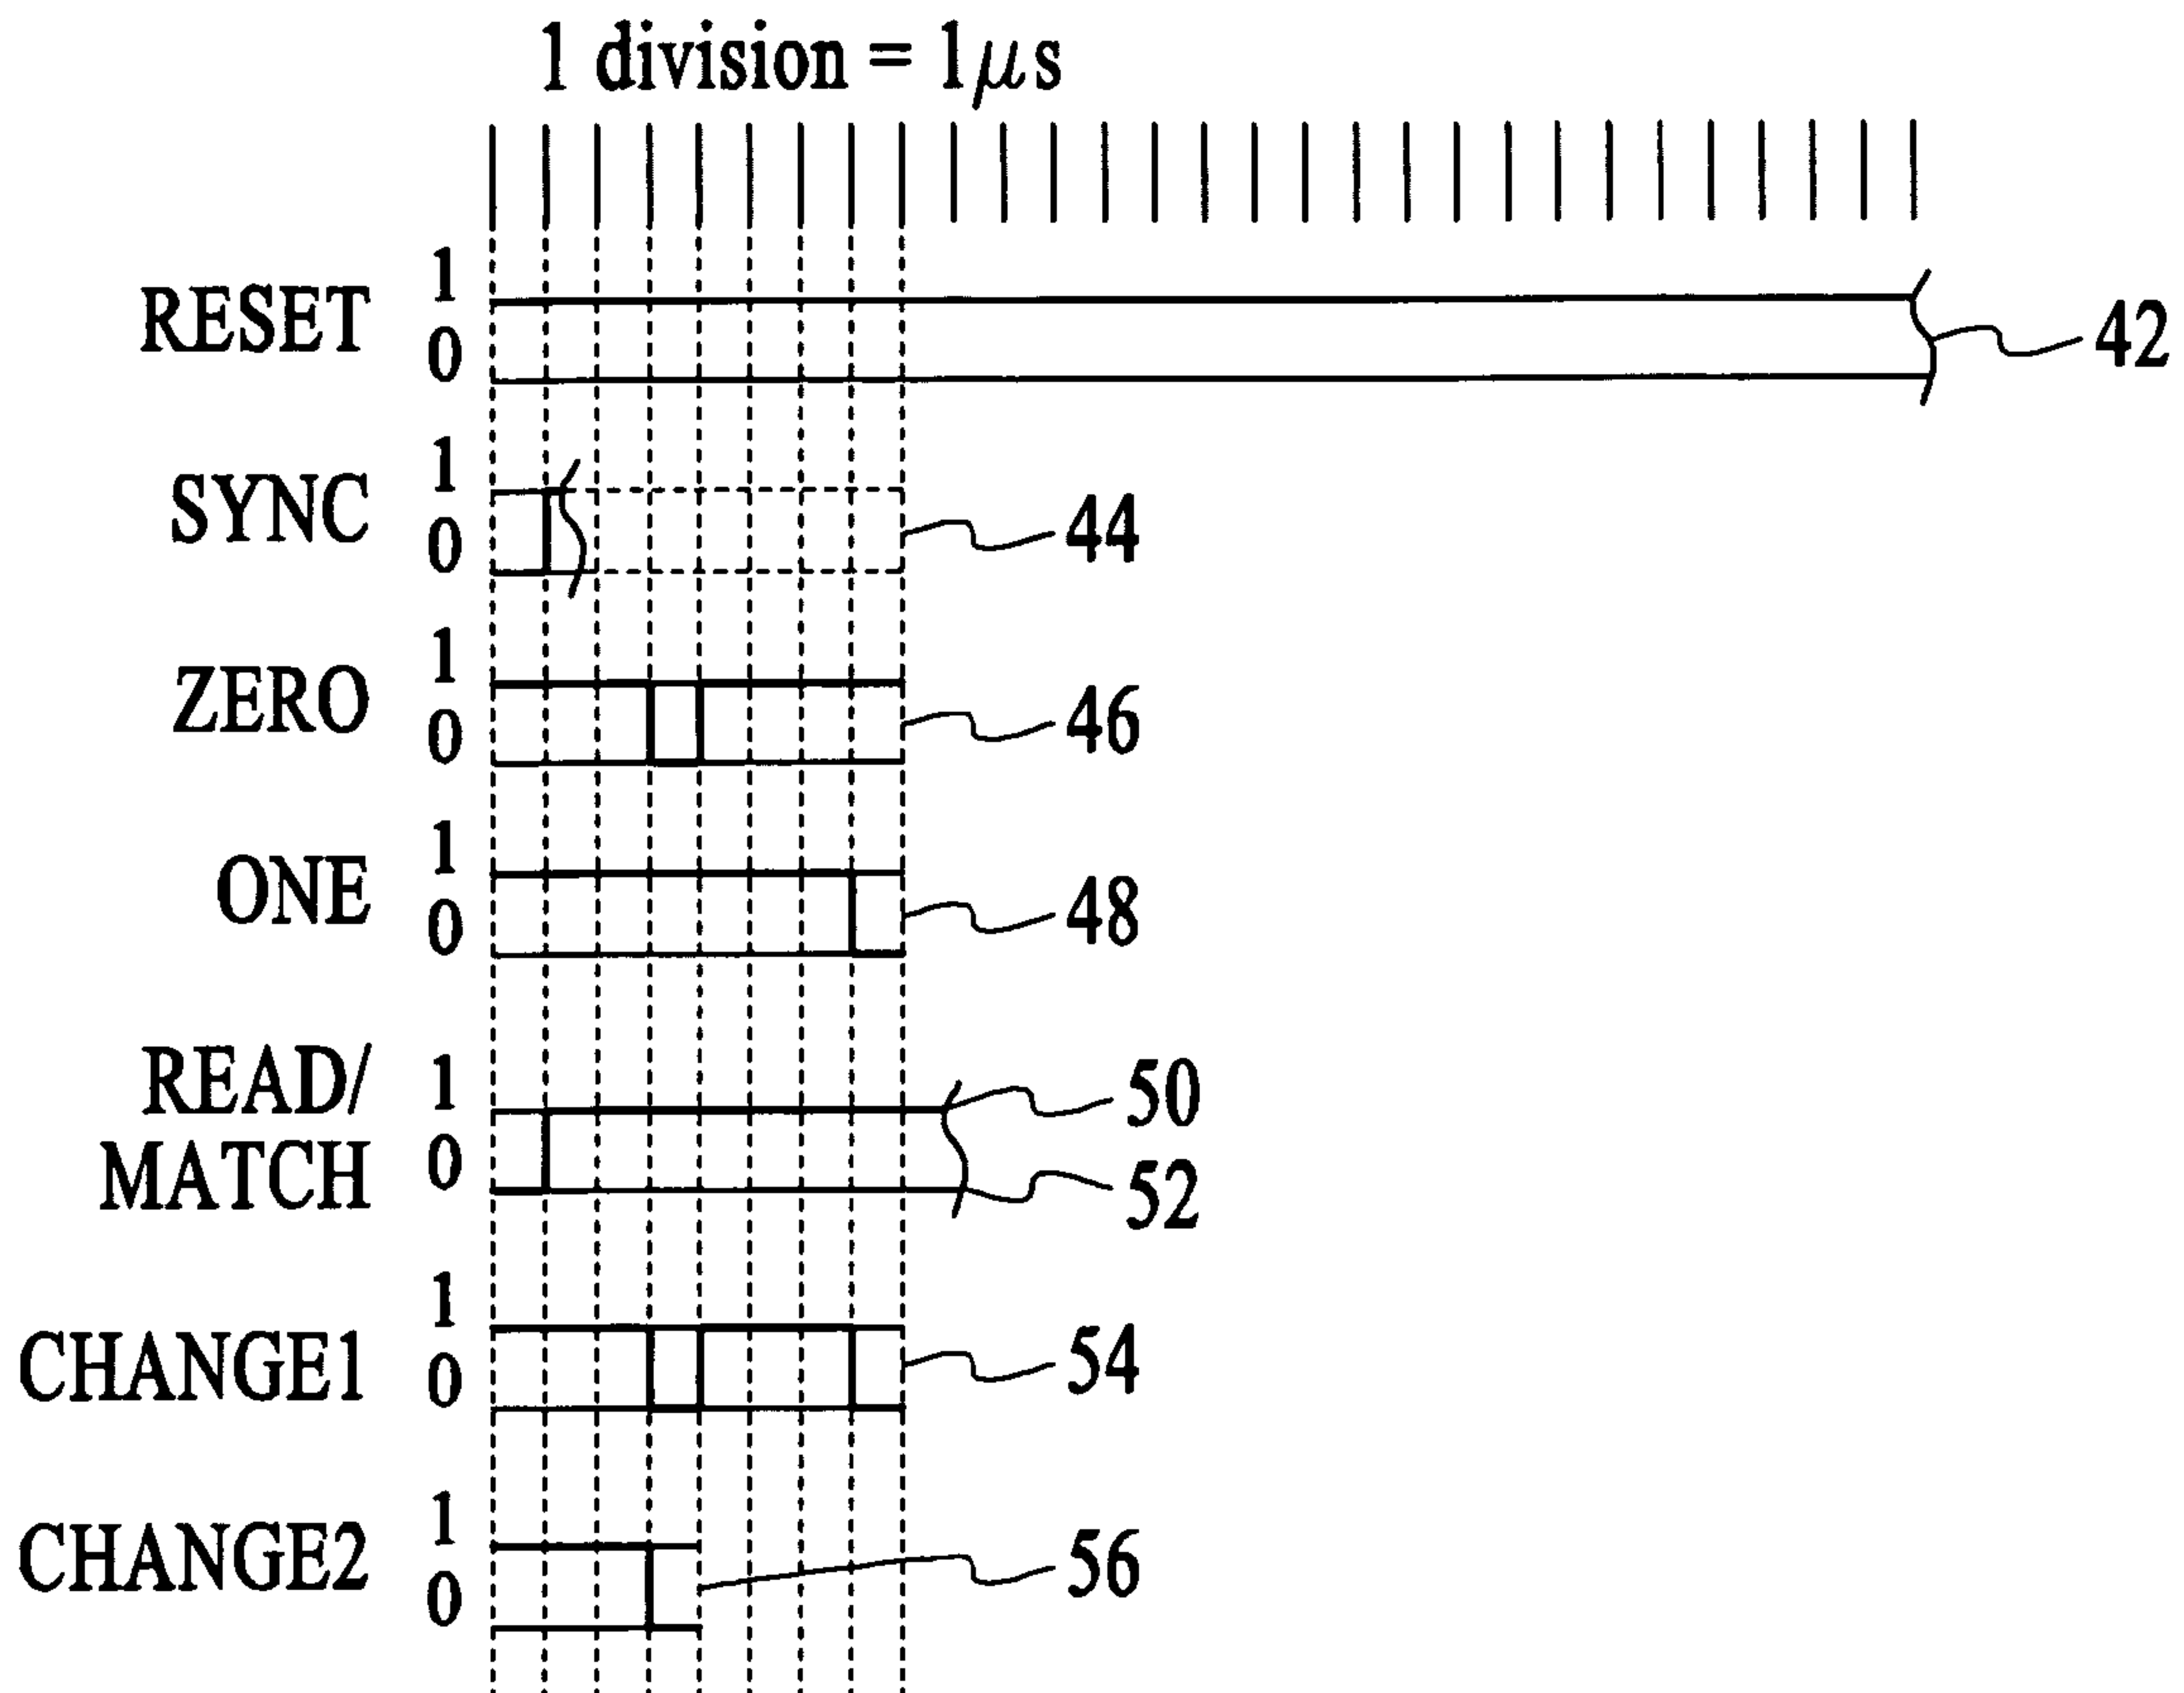 1 division = 1μs
1
RESET
0
42
1
SYNC
0
44
1
ZERO
0
46
1
ONE
0
48
READ/
1
50
MATCH
0
52
1
CHANGE1
0
54
1
CHANGE2
0
56